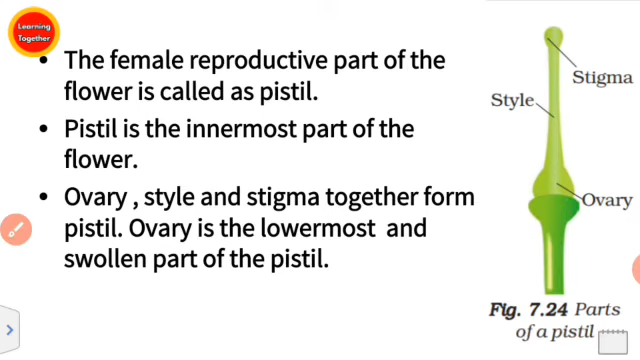 Learning
Together
• The female reproductive part of the
flower is called as pistil.
• Pistil is the innermost part of the
flower.
• Ovary , style and stigma together form
pistil. Ovary is the lowermost and
swollen part of the pistil.
Stigma
Style
Ovary
Fig. 7.24 Parts
of a pistil